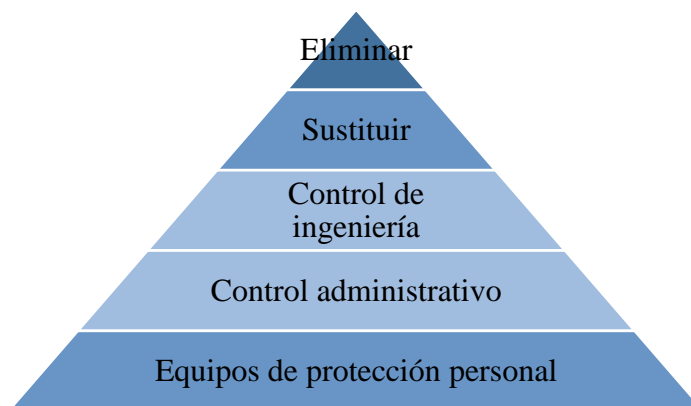 Eliminar
Sustituir
Control de
ingeniería
Control administrativo
Equipos de protección personal